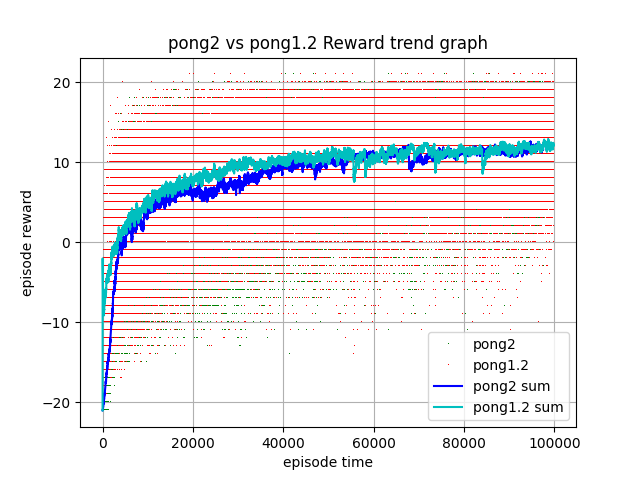 pong2 vs pong1.2 Reward trend graph
20
10
0
−10
−20
episode reward
0
20000
40000
60000
80000
100000
episode time
pong2
pong1.2
pong2 sum
pong1.2 sum